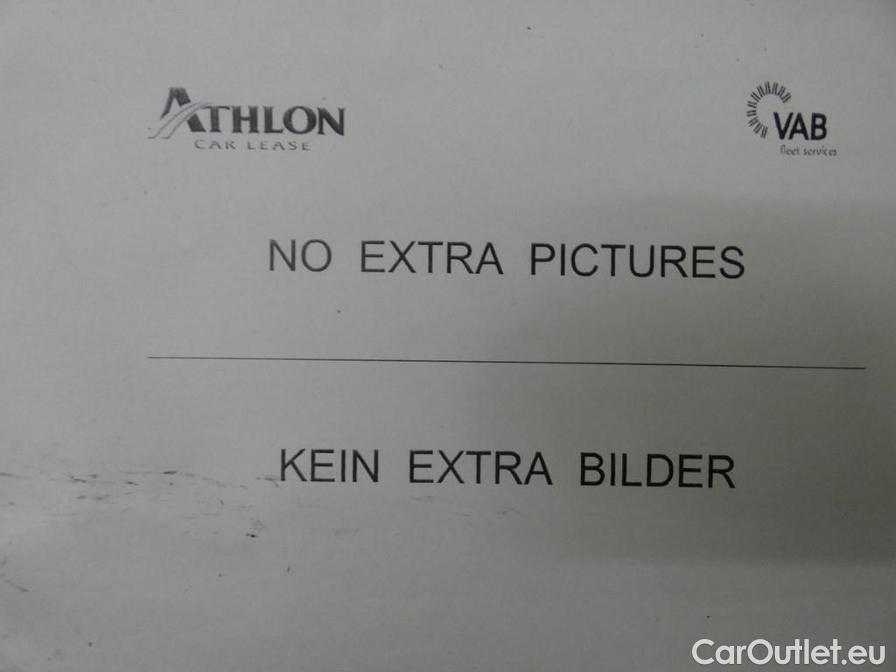 ATHLON
CAR LEASE
VAB
fleet services
NO EXTRA PICTURES
KEIN EXTRA BILDER
CarOutlet.eu